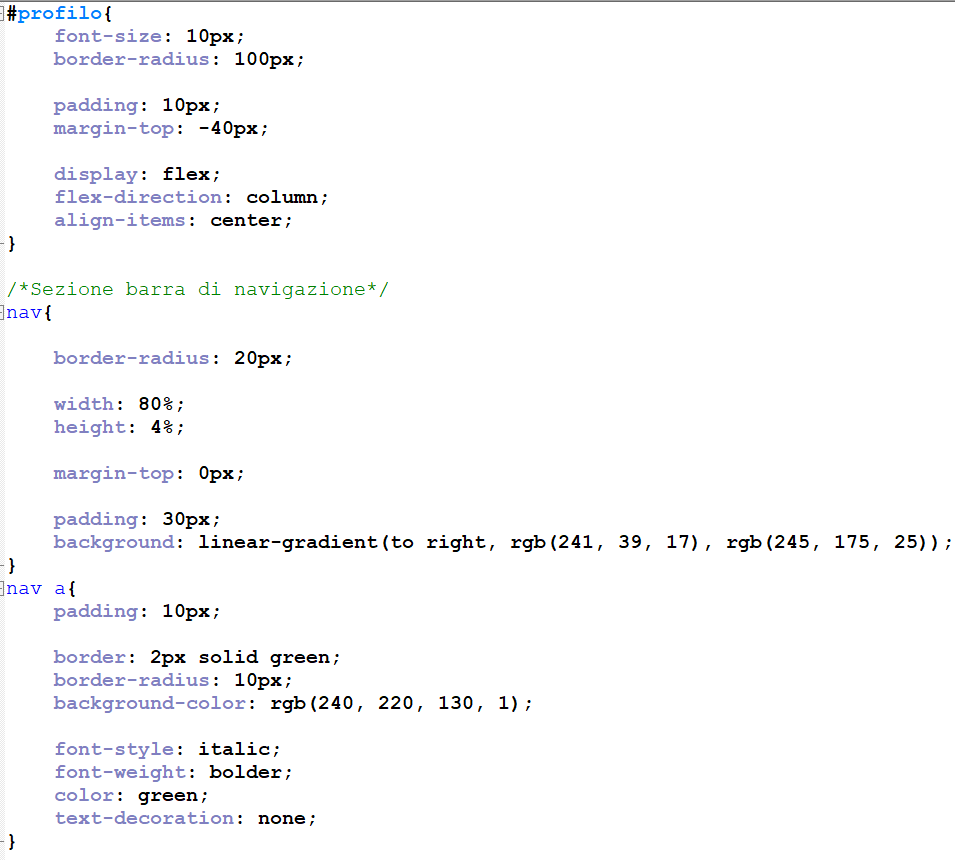 #profilo{
    font-size: 10px;
    border-radius: 100px;

    padding: 10px;
    margin-top: -40px;

    display: flex;
    flex-direction: column;
    align-items: center;
}

/*Sezione barra di navigazione*/
nav{

    border-radius: 20px;

    width: 80%;
    height: 4%;

    margin-top: 0px;

    padding: 30px;
    background: linear-gradient(to right, rgb(241, 39, 17), rgb(245, 175, 25));
}
nav a{
    padding: 10px;

    border: 2px solid green;
    border-radius: 10px;
    background-color: rgb(240, 220, 130, 1);

    font-style: italic;
    font-weight: bolder;
    color: green;
    text-decoration: none;
}